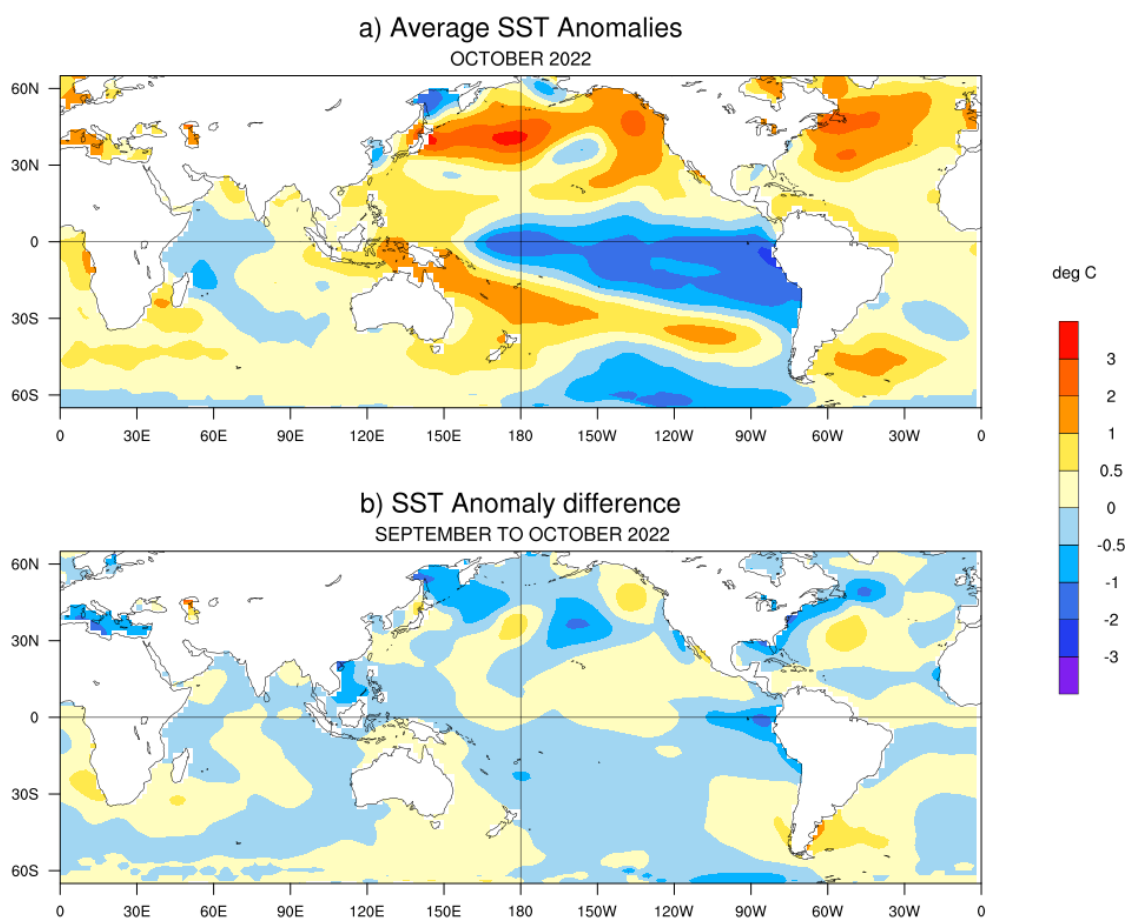 a) Average SST Anomalies
OCTOBER 2022
60N
30N
0
30S
60S
0 30E 60E 90E 120E 150E 180 150W 120W 90W 60W 30W 0
deg C
3
2
1
0.5
0
-0.5
-1
-2
-3
b) SST Anomaly difference
SEPTEMBER TO OCTOBER 2022
60N
30N
0
30S
60S
0 30E 60E 90E 120E 150E 180 150W 120W 90W 60W 30W 0